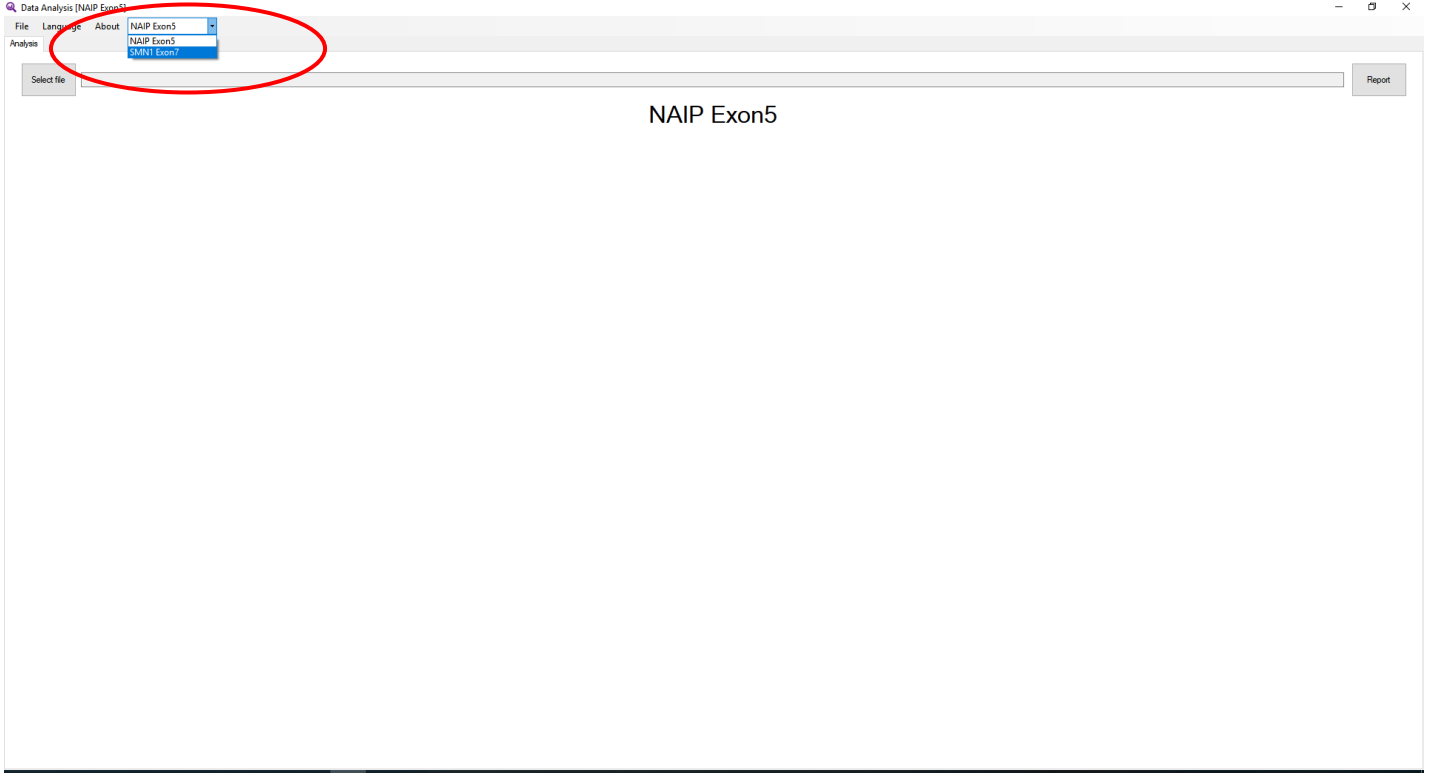 Data Analysis [NAIP Exon5]
File Language About NAIP Exon5
NAIP Exon5
SMN1 Exon7
Analysis
Select file
Report
NAIP Exon5